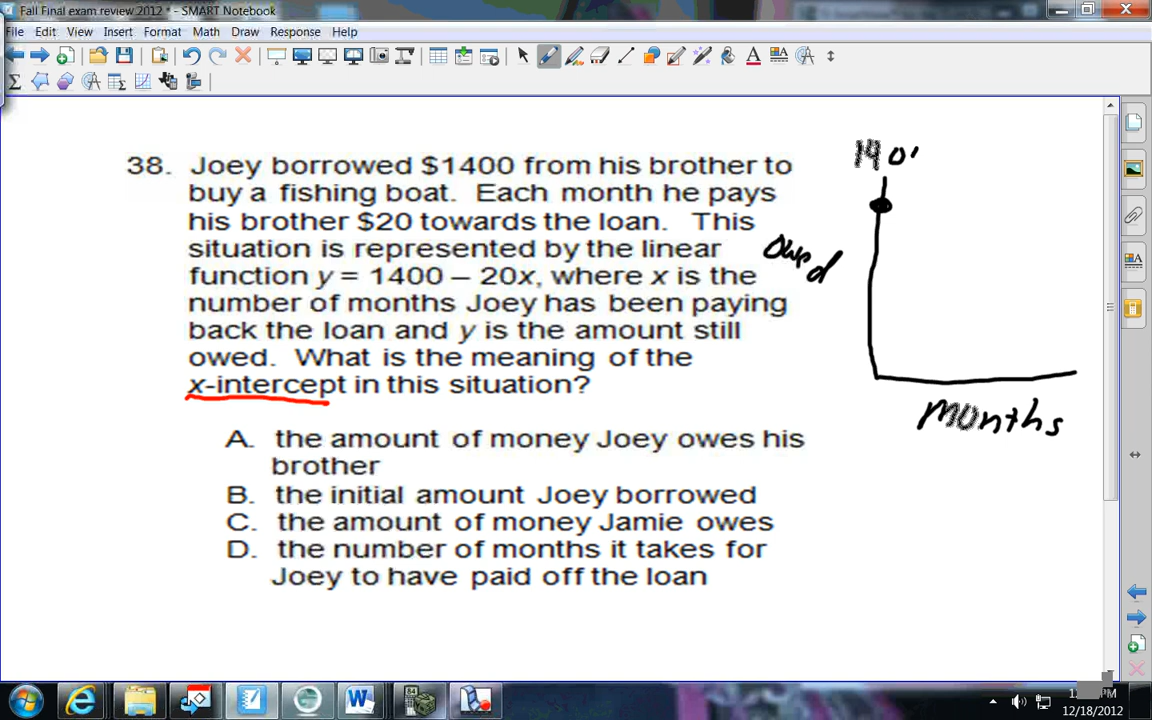 Fall Final exam review 2012 * - SMART Notebook
File Edit View Insert Format Math Draw Response Help
38. Joey borrowed $1400 from his brother to
buy a fishing boat. Each month he pays
his brother $20 towards the loan. This
situation is represented by the linear
function y = 1400 – 20x, where x is the
number of months Joey has been paying
back the loan and y is the amount still
owed. What is the meaning of the
x-intercept in this situation?
A. the amount of money Joey owes his
brother
B. the initial amount Joey borrowed
C. the amount of money Jamie owes
D. the number of months it takes for
Joey to have paid off the loan
owed
months
PM
12/18/2012